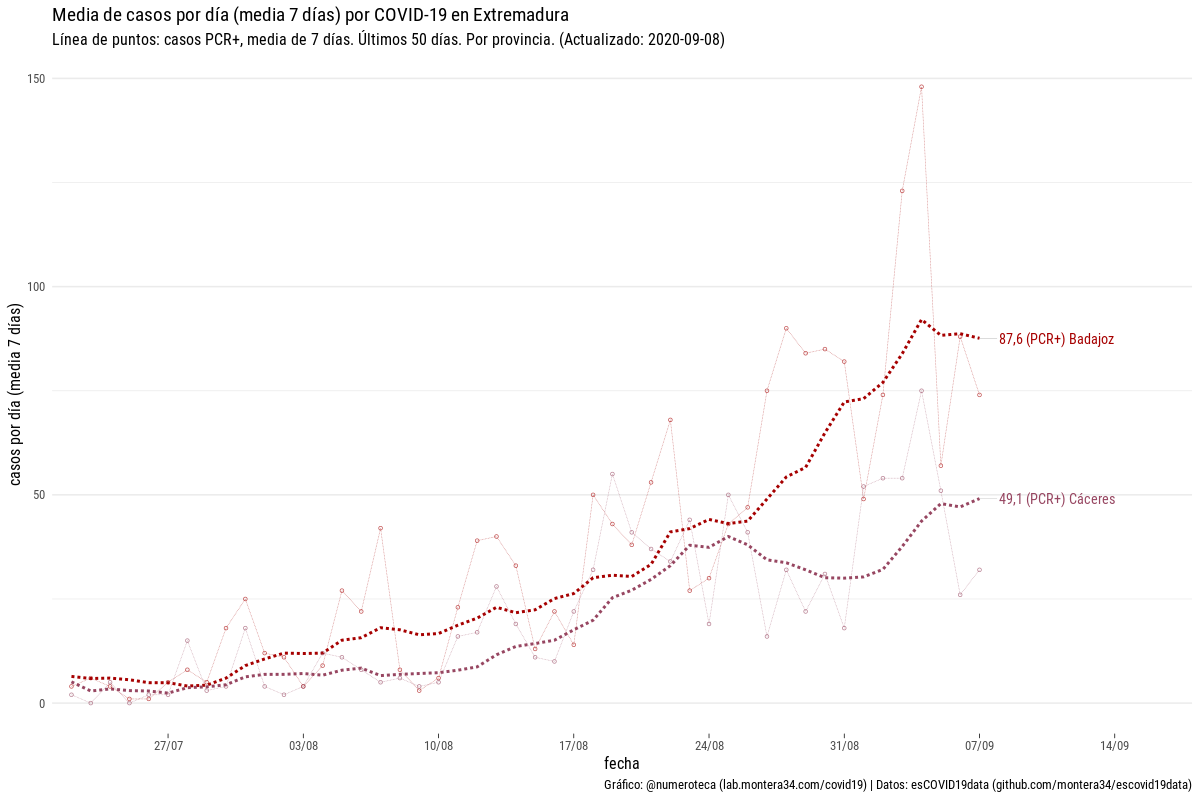 Media de casos por día (media 7 días) por COVID-19 en Extremadura
Línea de puntos: casos PCR+, media de 7 días. Últimos 50 días. Por provincia. (Actualizado: 2020-09-08)
casos por día (media 7 días)
150
100
50
0
87,6 (PCR+) Badajoz
49,1 (PCR+) Cáceres
27/07 03/08 10/08 17/08 24/08 31/08 07/09 14/09
fecha
Gráfico: @numeroteca (lab.montera34.com/covid19) | Datos: esCOVID19data (github.com/montera34/escovid19data)